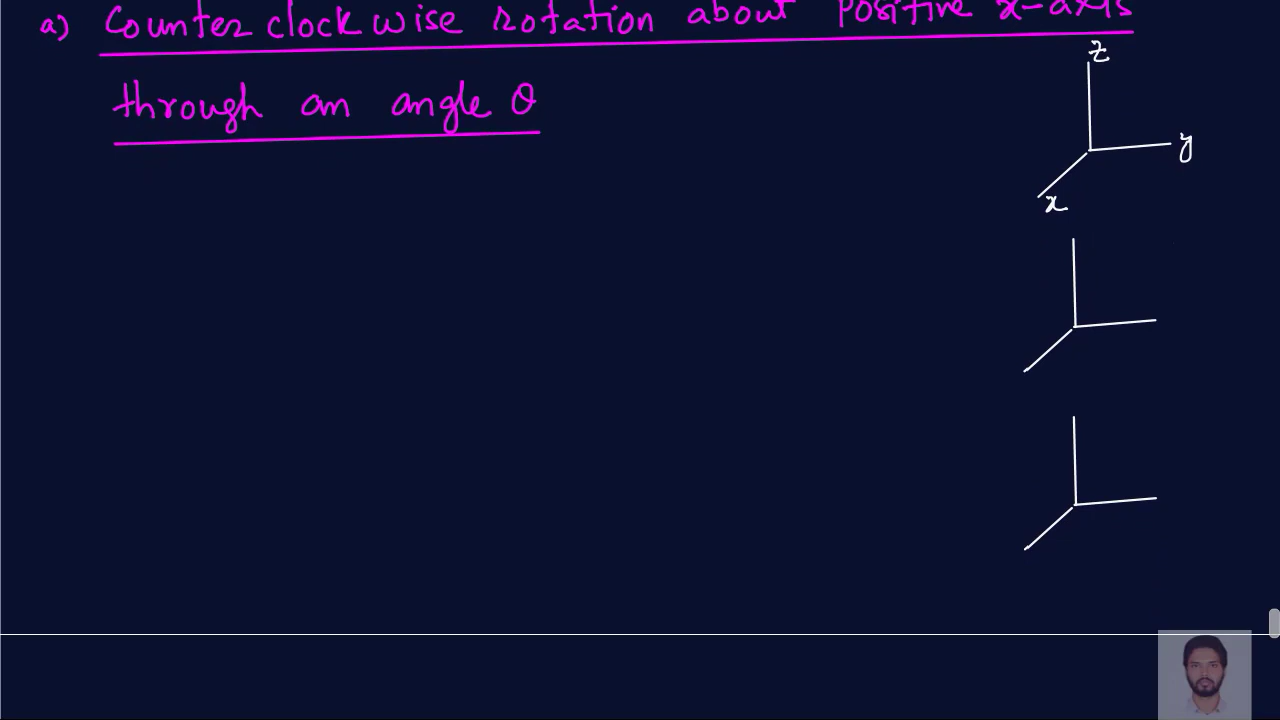 a) Counter clockwise rotation about positive x-axis
through an angle θ
z
y
x